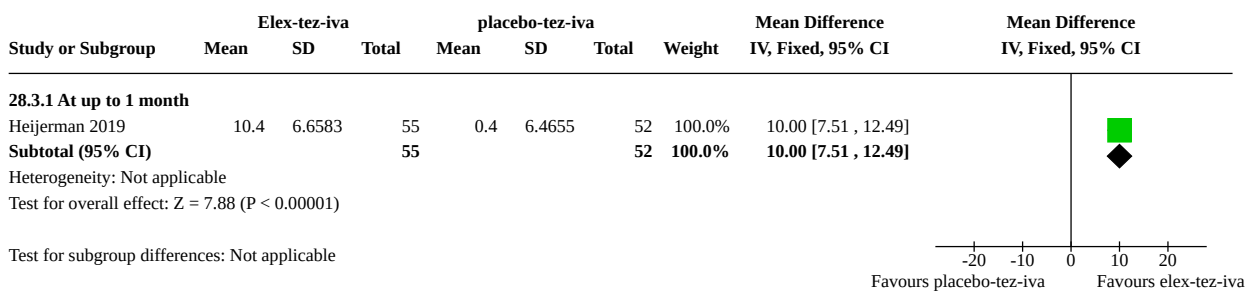 Elex-tez-iva placebo-tez-iva Mean Difference Mean Difference
Study or Subgroup Mean SD Total Mean SD Total Weight IV, Fixed, 95% CI IV, Fixed, 95% CI
28.3.1 At up to 1 month
Heijerman 2019 10.4 6.6583 55 0.4 6.4655 52 100.0% 10.00 [7.51 , 12.49]
Subtotal (95% CI) 55 52 100.0% 10.00 [7.51 , 12.49]
Heterogeneity: Not applicable
Test for overall effect: Z = 7.88 (P < 0.00001)
Test for subgroup differences: Not applicable
-20 -10 0 10 20
Favours placebo-tez-iva Favours elex-tez-iva